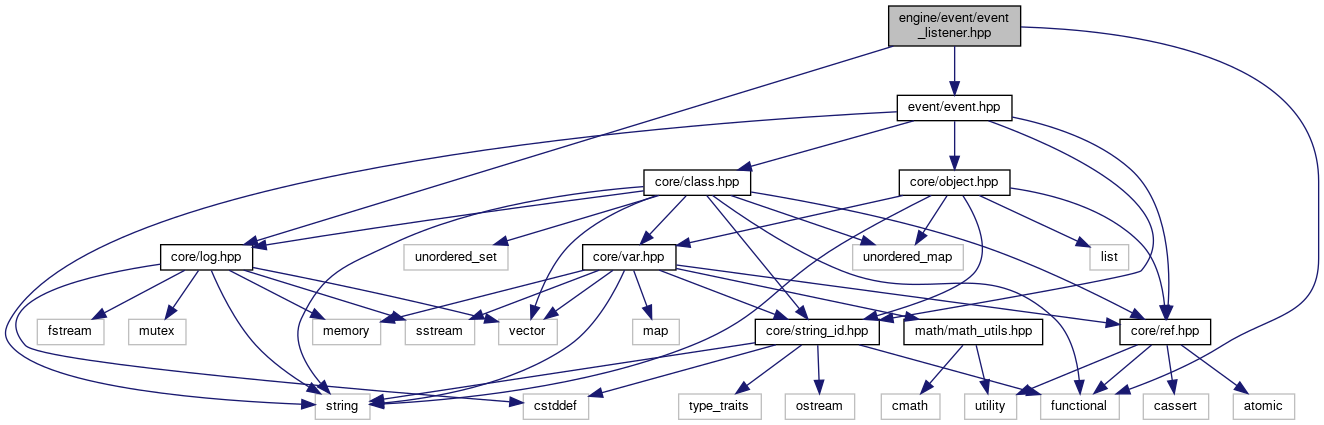 engine/event/event
_listener.hpp
event/event.hpp
core/class.hpp
core/object.hpp
core/log.hpp
unordered_set
core/var.hpp
unordered_map
list
fstream
mutex
memory
sstream
vector
map
core/string_id.hpp
math/math_utils.hpp
core/ref.hpp
string
cstddef
type_traits
ostream
cmath
utility
functional
cassert
atomic